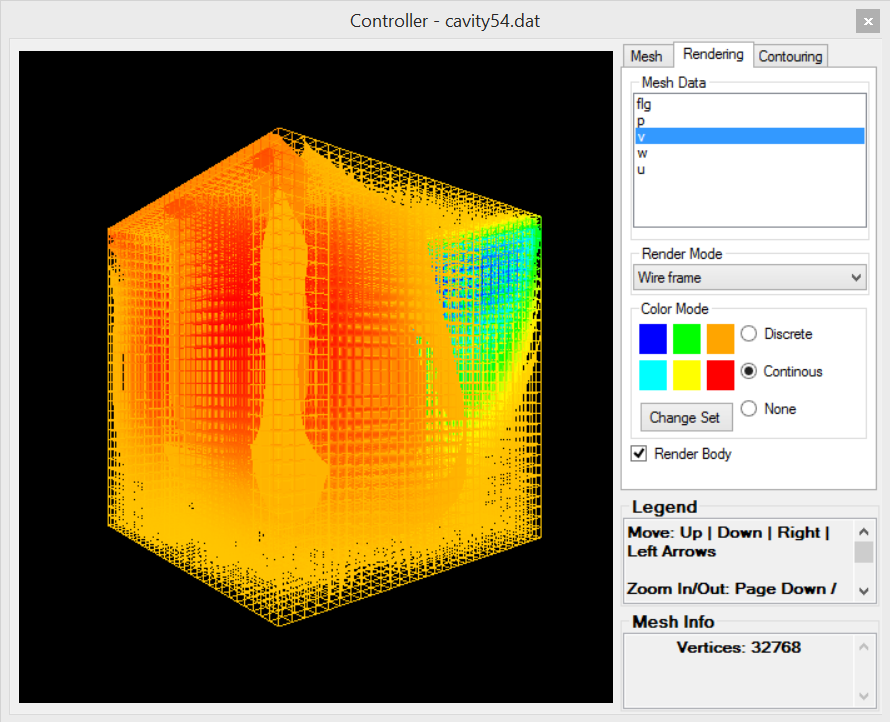 Controller - cavity54.dat
Mesh
Rendering
Contouring
Mesh Data
flg
p
v
w
u
Render Mode
Wire frame
Color Mode
Discrete
Continous
Change Set
None
Render Body
Legend
Move: Up | Down | Right |
Left Arrows
Zoom In/Out: Page Down /
Mesh Info
Vertices: 32768